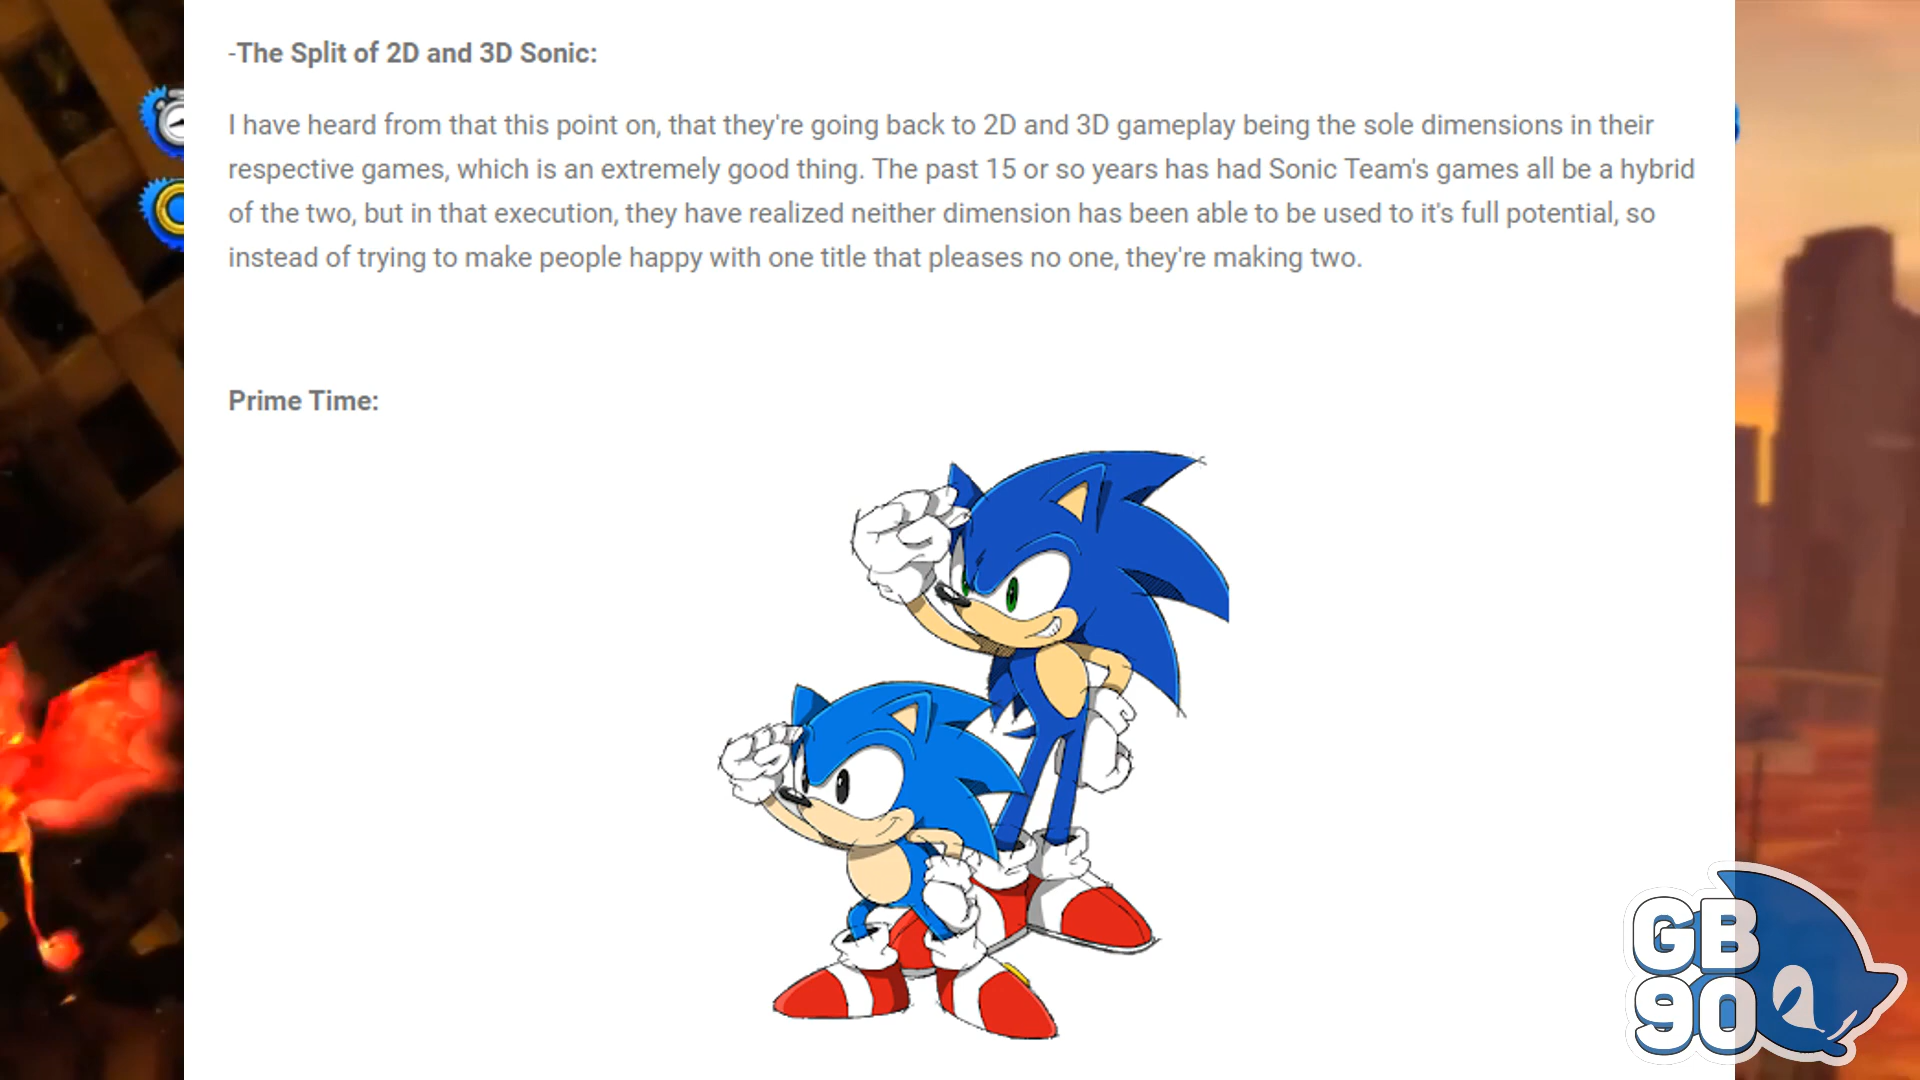 -The Split of 2D and 3D Sonic:
I have heard from that this point on, that they're going back to 2D and 3D gameplay being the sole dimensions in their
respective games, which is an extremely good thing. The past 15 or so years has had Sonic Team's games all be a hybrid
of the two, but in that execution, they have realized neither dimension has been able to be used to it's full potential, so
instead of trying to make people happy with one title that pleases no one, they're making two.
Prime Time:
GB
90